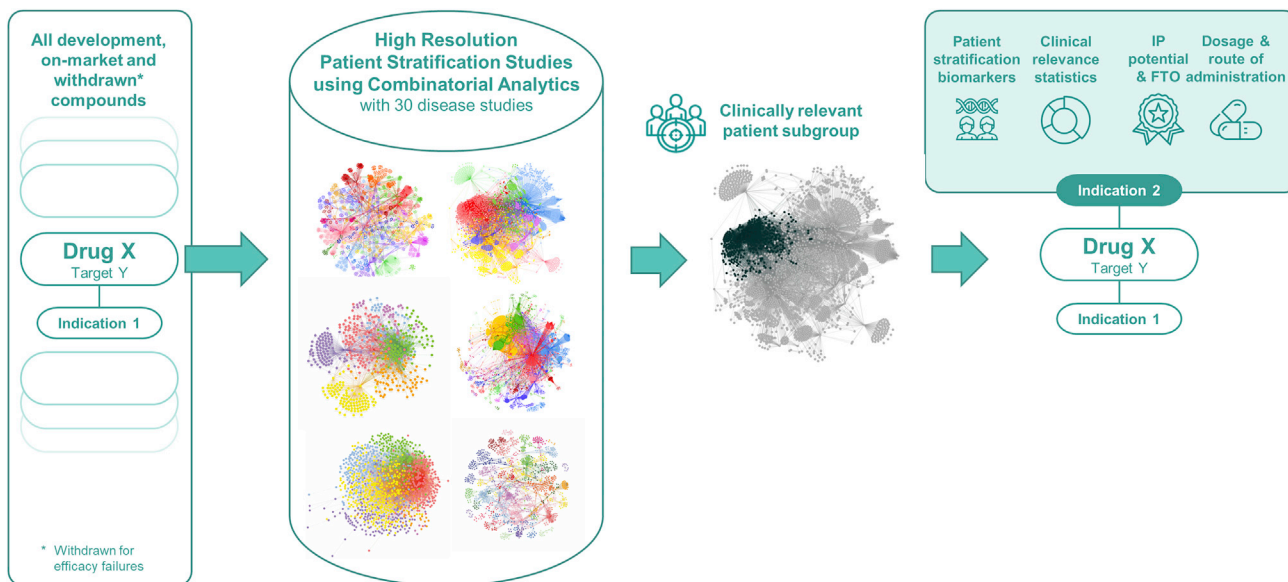 All development,
on-market and
withdrawn*
compounds
Drug X
Target Y
Indication 1
* Withdrawn for
efficacy failures
High Resolution
Patient Stratification Studies
using Combinatorial Analytics
with 30 disease studies
Clinically relevant
patient subgroup
Patient
stratification
biomarkers
Clinical
relevance
statistics
IP
potential
& FTO
Dosage &
route of
administration
Indication 2
Drug X
Target Y
Indication 1